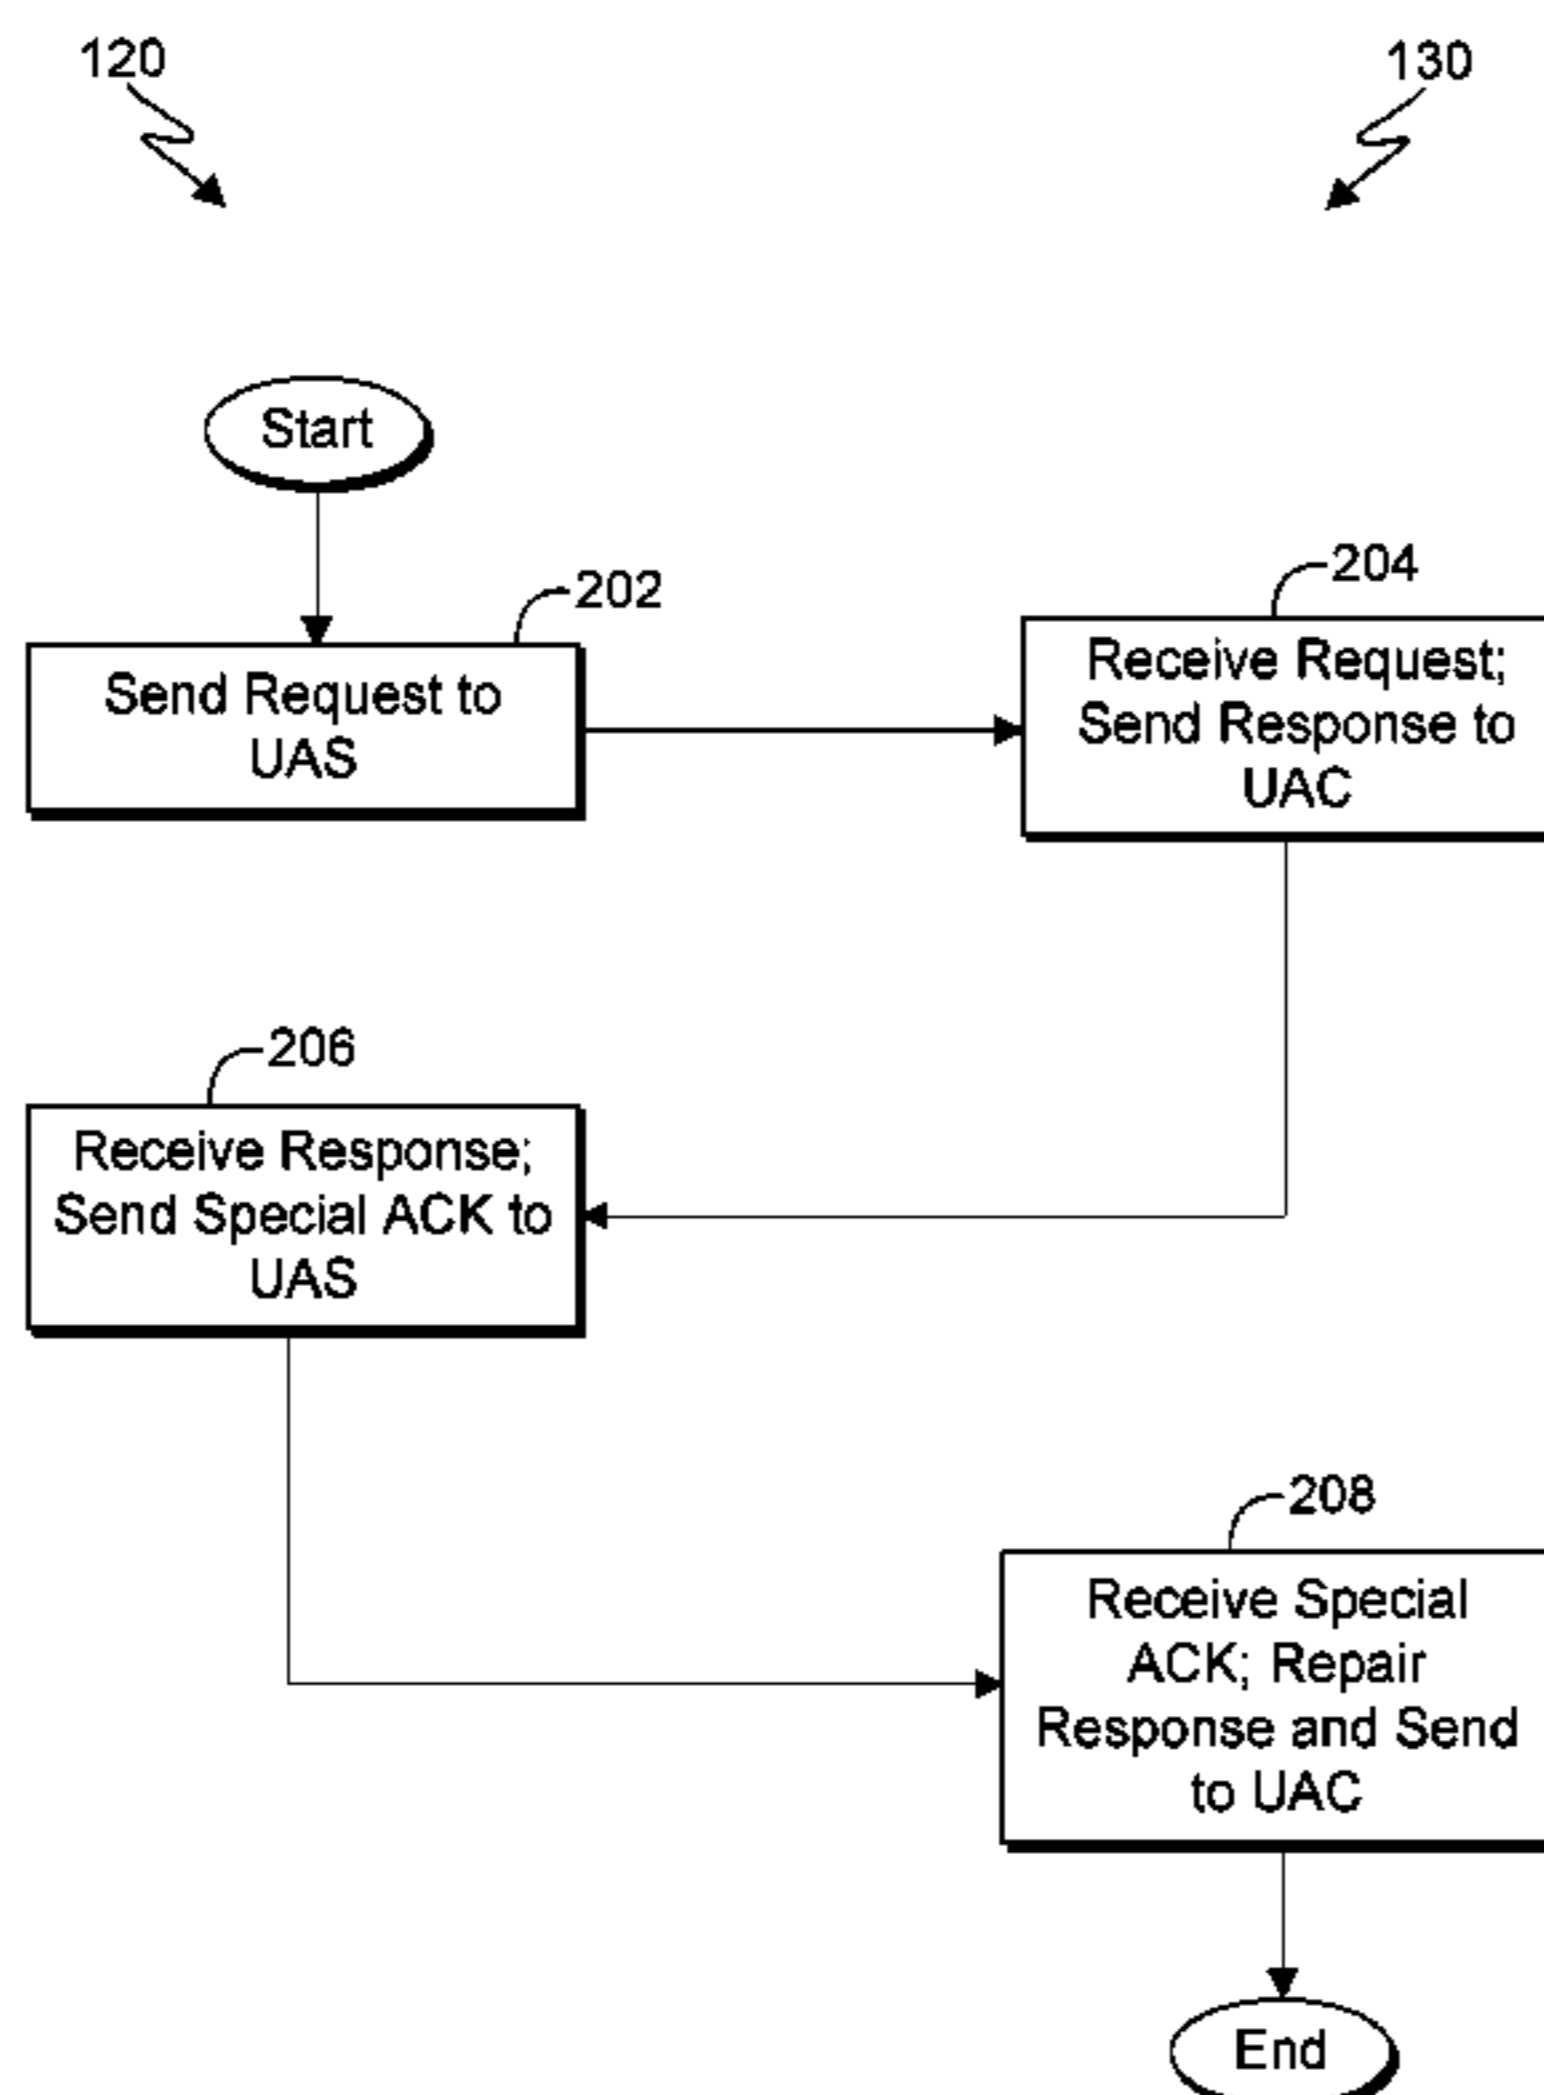 120
130
Start
202
Send Request to
UAS
204
Receive Request;
Send Response to
UAC
206
Receive Response;
Send Special ACK to
UAS
208
Receive Special
ACK; Repair
Response and Send
to UAC
End